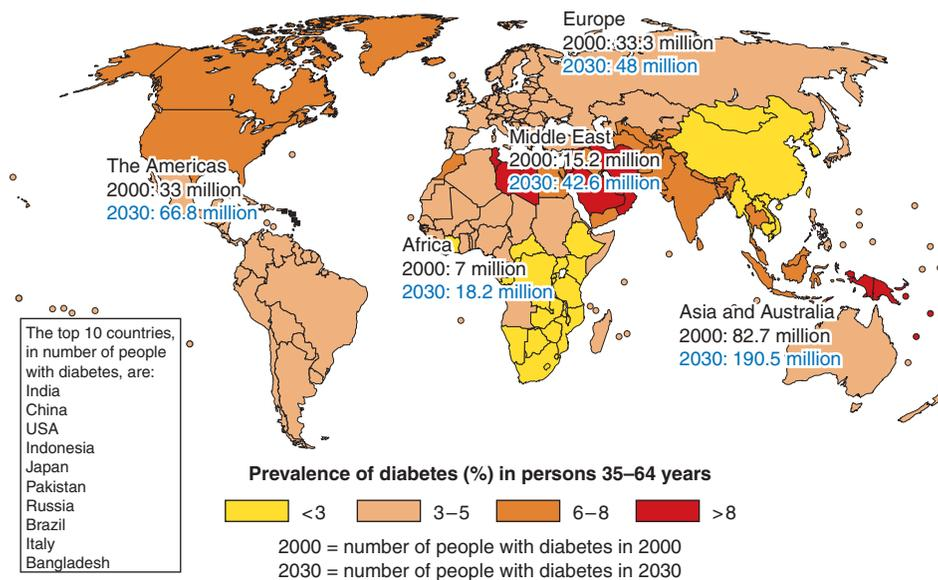 Europe
2000: 33.3 million
2030: 48 million
Middle East
2000: 15.2 million
2030: 42.6 million
The Americas
2000: 33 million
2030: 66.8 million
Africa
2000: 7 million
2030: 18.2 million
Asia and Australia
2000: 82.7 million
2030: 190.5 million
The top 10 countries,
in number of people
with diabetes, are:
India
China
USA
Indonesia
Japan
Pakistan
Russia
Brazil
Italy
Bangladesh
Prevalence of diabetes (%) in persons 35–64 years
<3 3–5 6–8 >8
2000 = number of people with diabetes in 2000
2030 = number of people with diabetes in 2030